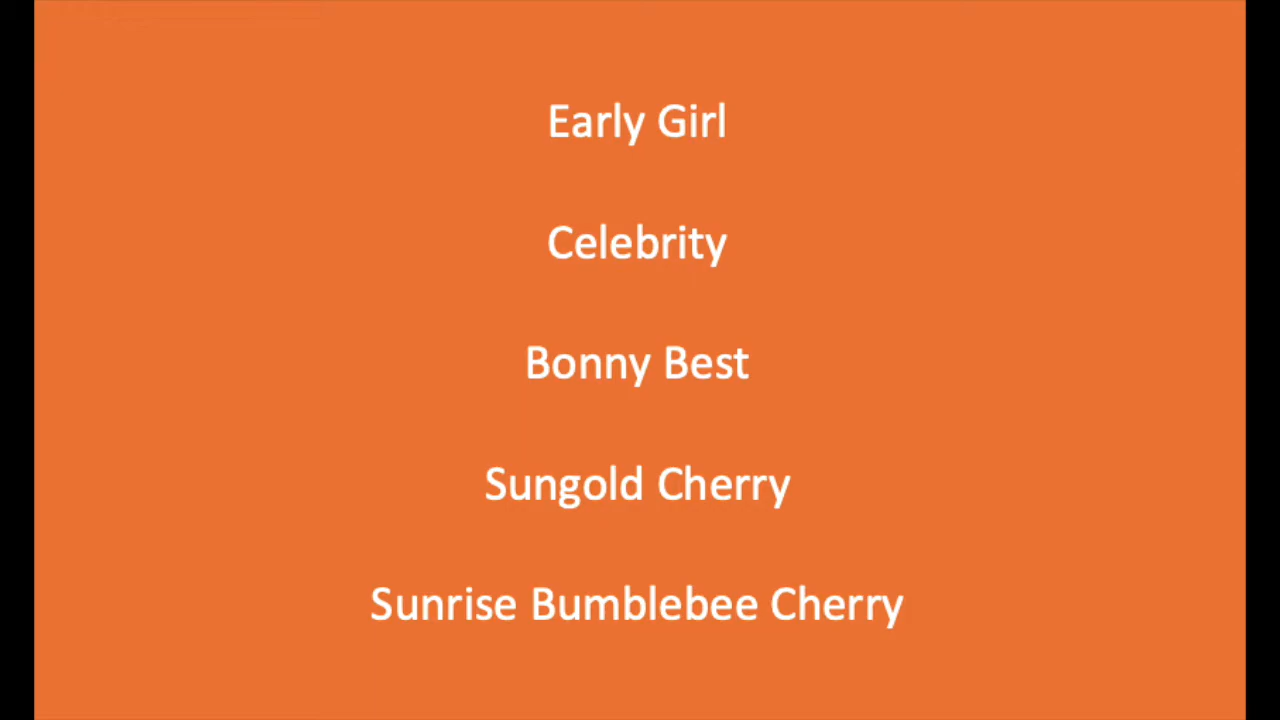 Early Girl
Celebrity
Bonny Best
Sungold Cherry
Sunrise Bumblebee Cherry